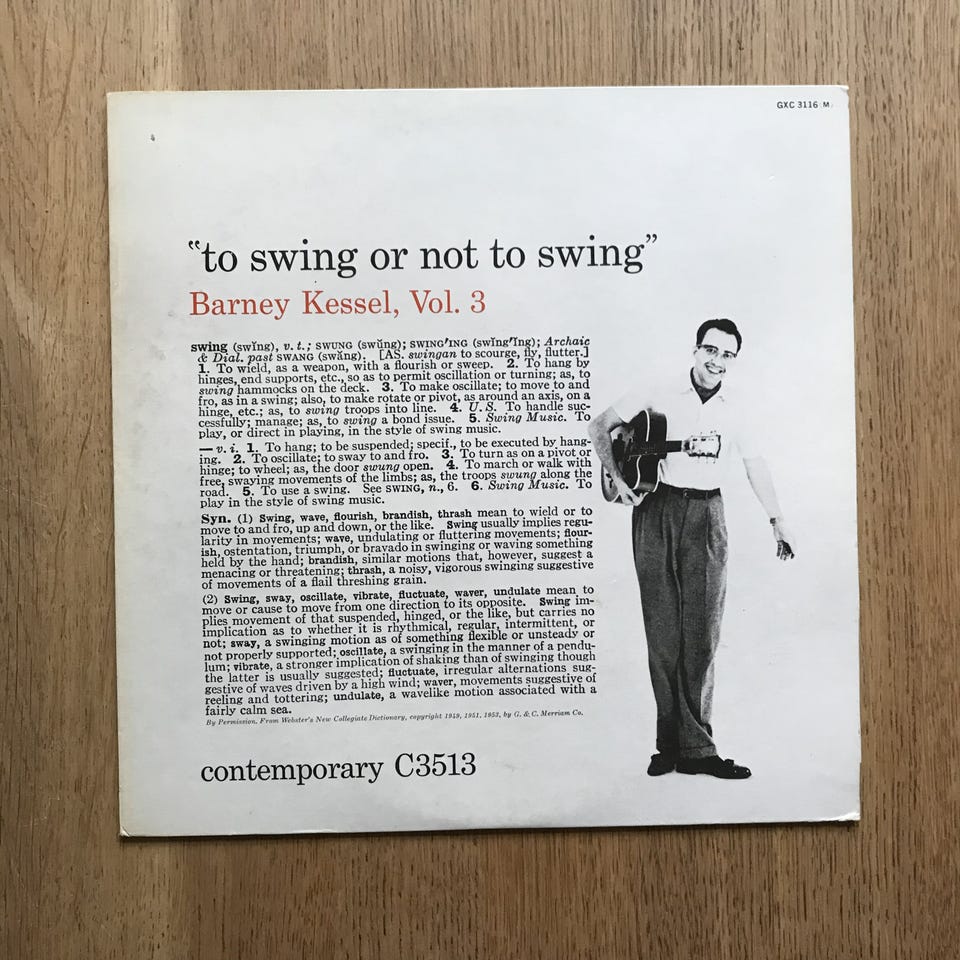 GXC 3116 (M)
“to swing or not to swing”
Barney Kessel, Vol. 3
swing (swĭng), v. t.; SWUNG (swŭng); SWING′ING (swĭng′ĭng); Archaic
& Dial. past SWANG (swăng). [AS. swingan to scourge, fly, flutter.]
1. To wield, as a weapon, with a flourish or sweep. 2. To hang by
hinges, end supports, etc., so as to permit oscillation or turning; as, to
swing hammocks on the deck. 3. To make oscillate; to move to and
fro, as in a swing; also, to make rotate or pivot, as around an axis, on a
hinge, etc.; as, to swing troops into line. 4. U. S. To handle suc-
cessfully; manage; as, to swing a bond issue. 5. Swing Music. To
play, or direct in playing, in the style of swing music.
— v. i. 1. To hang; to be suspended; specif., to be executed by hang-
ing. 2. To oscillate; to sway to and fro. 3. To turn as on a pivot or
hinge; to wheel; as, the door swung open. 4. To march or walk with
free, swaying movements of the limbs; as, the troops swung along the
road. 5. To use a swing. See SWING, n., 6. 6. Swing Music. To
play in the style of swing music.
Syn. (1) Swing, wave, flourish, brandish, thrash mean to wield or to
move to and fro, up and down, or the like. Swing usually implies regu-
larity in movements; wave, undulating or fluttering movements; flour-
ish, ostentation, triumph, or bravado in swinging or waving something
held by the hand; brandish, similar motions that, however, suggest a
menacing or threatening; thrash, a noisy, vigorous swinging suggestive
of movements of a flail threshing grain.
(2) Swing, sway, oscillate, vibrate, fluctuate, waver, undulate mean to
move or cause to move from one direction to its opposite. Swing im-
plies movement of that suspended, hinged, or the like, but carries no
implication as to whether it is rhythmical, regular, intermittent, or
not; sway, a swinging motion as of something flexible or unsteady or
not properly supported; oscillate, a swinging in the manner of a pendu-
lum; vibrate, a stronger implication of shaking than of swinging though
the latter is usually suggested; fluctuate, irregular alternations sug-
gestive of waves driven by a high wind; waver, movements suggestive of
reeling and tottering; undulate, a wavelike motion associated with a
fairly calm sea.
By Permission. From Webster's New Collegiate Dictionary, copyright 1949, 1951, 1953, by G. & C. Merriam Co.
contemporary C3513